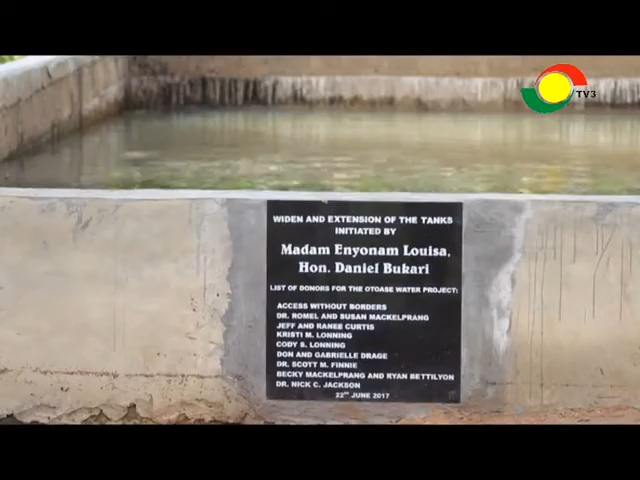 TV3
WIDEN AND EXTENSION OF THE TANKS
INITIATED BY
Madam Enyonam Louisa,
Hon. Daniel Bukari
LIST OF DONORS FOR THE OTOASE WATER PROJECT:
ACCESS WITHOUT BORDERS
DR. ROMEL AND SUSAN MACKELPRANG
JEFF AND RANEE CURTIS
KRISTI M. LONNING
CODY S. LONNING
DON AND GABRIELLE DRAGE
DR. SCOTT M. FINNIE
BECKY MACKELPRANG AND RYAN BETTILYON
DR. NICK C. JACKSON
22ND JUNE 2017